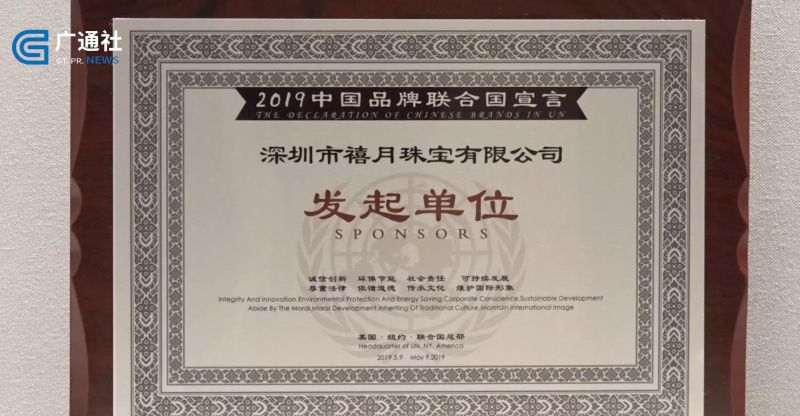 广通社
GT.PR. NEWS
2019中国品牌联合国宣言
THE DECLARATION OF CHINESE BRANDS IN UN
深圳市禧月珠宝有限公司
发起单位
SPONSORS
诚信创新 环保节能 社会责任 可持续发展
尊重法律 依循道德 传承文化 维护国际形象
Integrity And Innovation,Environmental Protection And Energy Saving,Corporate Conscience,Sustainable Development
Abide By The Moral,Moral Development,Inheriting Of Traditional Culture,Maintain International Image
美国·纽约·联合国总部
Headquarter of UN, NY. America
2019.5.9 May 9.2019